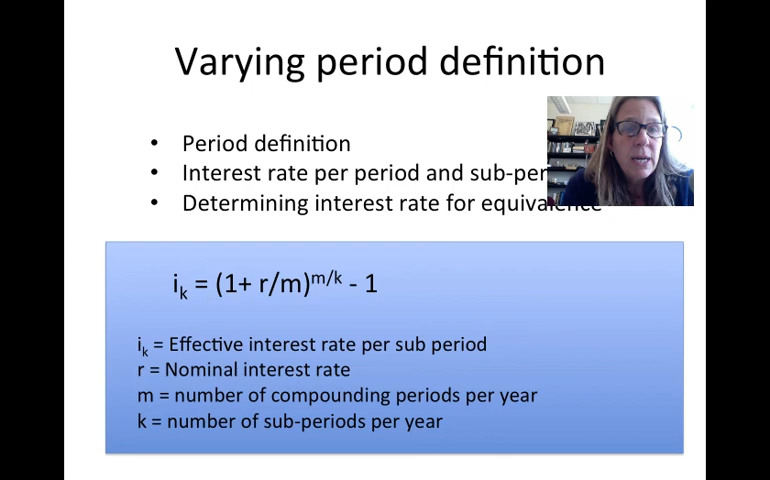 Varying period definition
• Period definition
• Interest rate per period and sub-per
• Determining interest rate for equivalence
iₖ = (1+ r/m)^m/k - 1
iₖ = Effective interest rate per sub period
r = Nominal interest rate
m = number of compounding periods per year
k = number of sub-periods per year